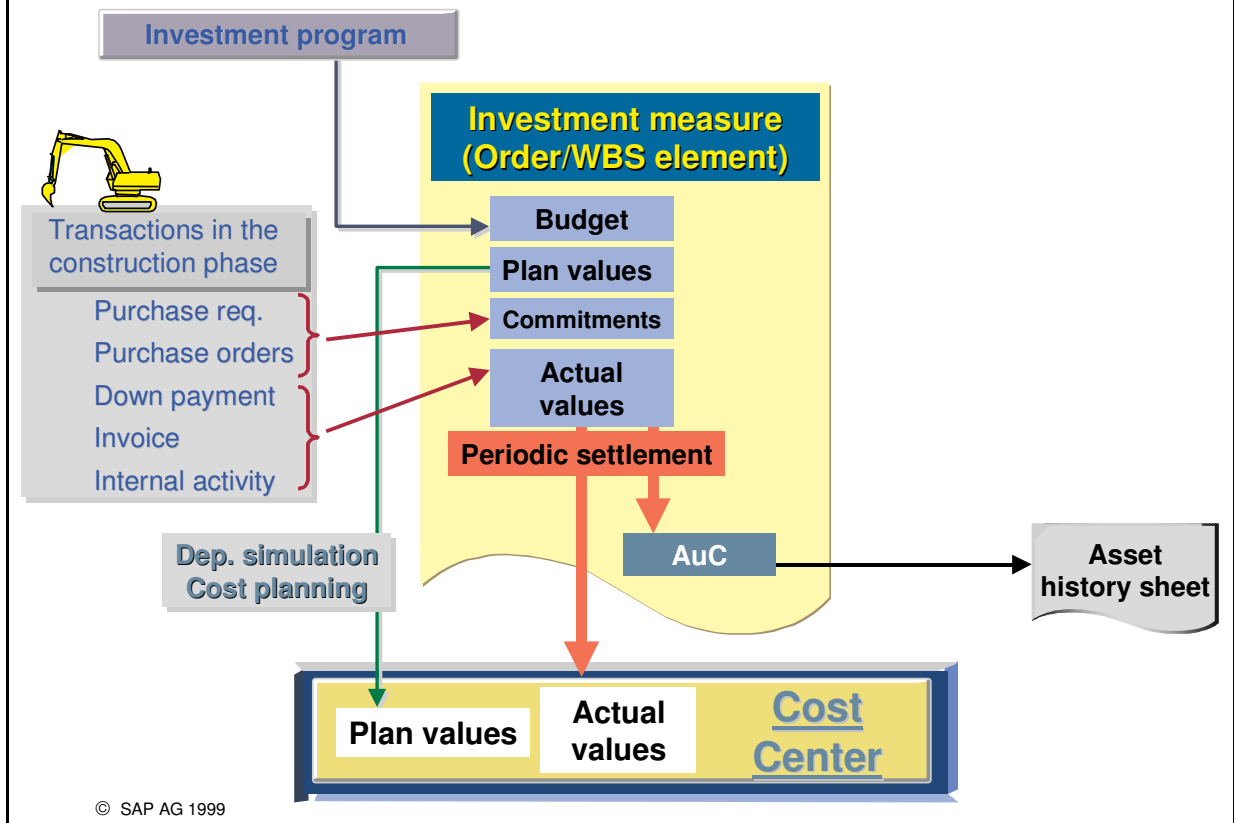 Investment program
Investment measure
(Order/WBS element)
Budget
Plan values
Commitments
Actual
values
Periodic settlement
AuC
Transactions in the
construction phase
Purchase req.
Purchase orders
Down payment
Invoice
Internal activity
Dep. simulation
Cost planning
Asset
history sheet
Plan values
Actual
values
Cost
Center
© SAP AG 1999